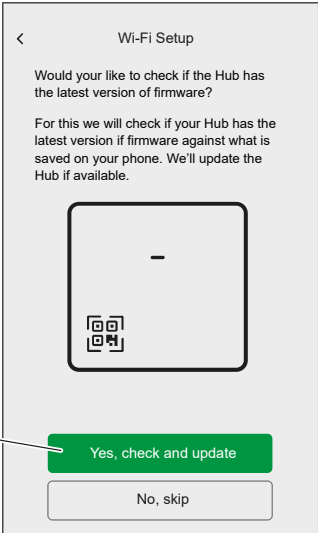 Wi-Fi Setup
Would your like to check if the Hub has
the latest version of firmware?
For this we will check if your Hub has the
latest version if firmware against what is
saved on your phone. We’ll update the
Hub if available.
Yes, check and update
No, skip